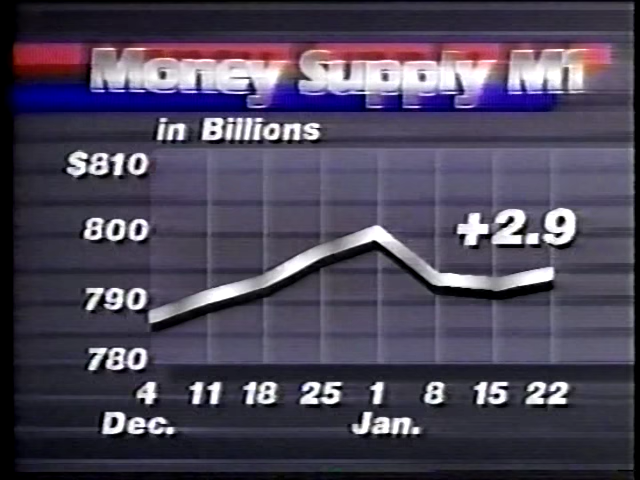 Money Supply M1
in Billions
$810
800
+2.9
790
780
4 11 18 25 1 8 15 22
Dec. Jan.